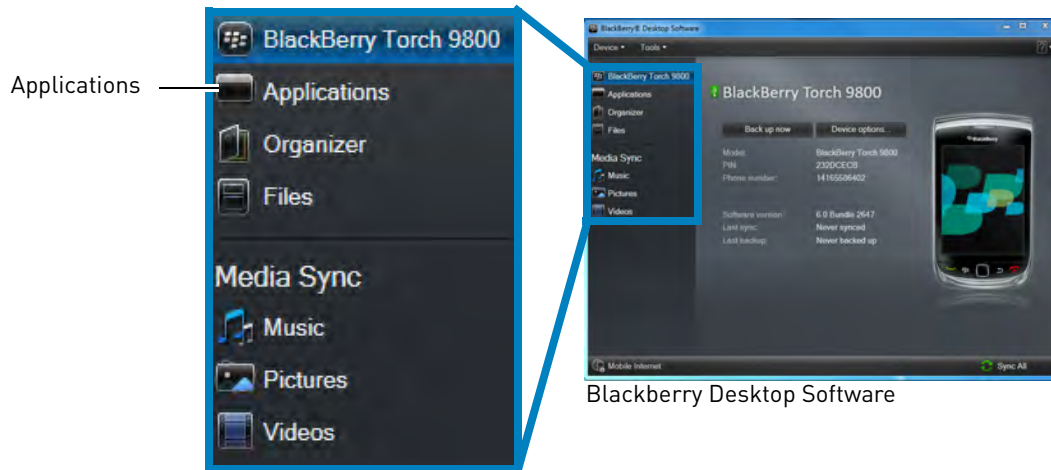 Applications
BlackBerry Torch 9800
Applications
Organizer
Files
Media Sync
Music
Pictures
Videos
BlackBerry® Desktop Software
Device
Tools
?
BlackBerry Torch 9800
Applications
Organizer
Files
Media Sync
Music
Pictures
Videos
BlackBerry Torch 9800
Back up now
Device options...
Model: BlackBerry Torch 9800
PIN: 232DCECB
Phone number: 14165586402
Software version: 6.0 Bundle 2647
Last sync: Never synced
Last backup: Never backed up
BlackBerry
Mobile Internet
Sync All
Blackberry Desktop Software